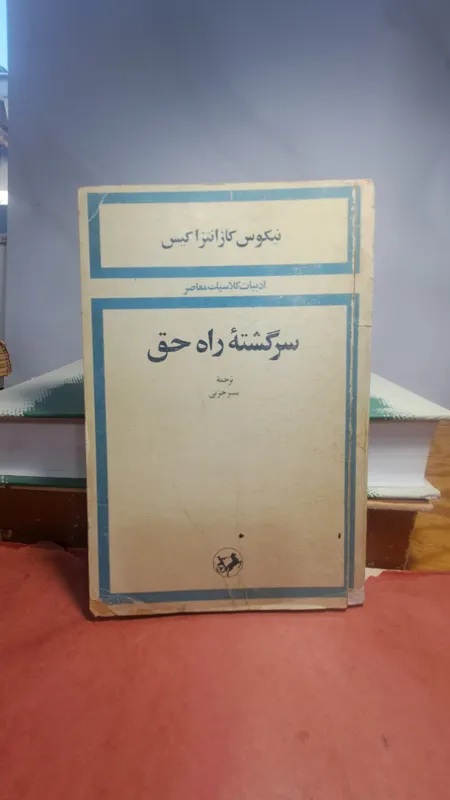 نیکوس کازانتزاکیس
ادبیات کلاسیک معاصر
سرگشتهٔ راه حق
ترجمهٔ
منیر جزنی